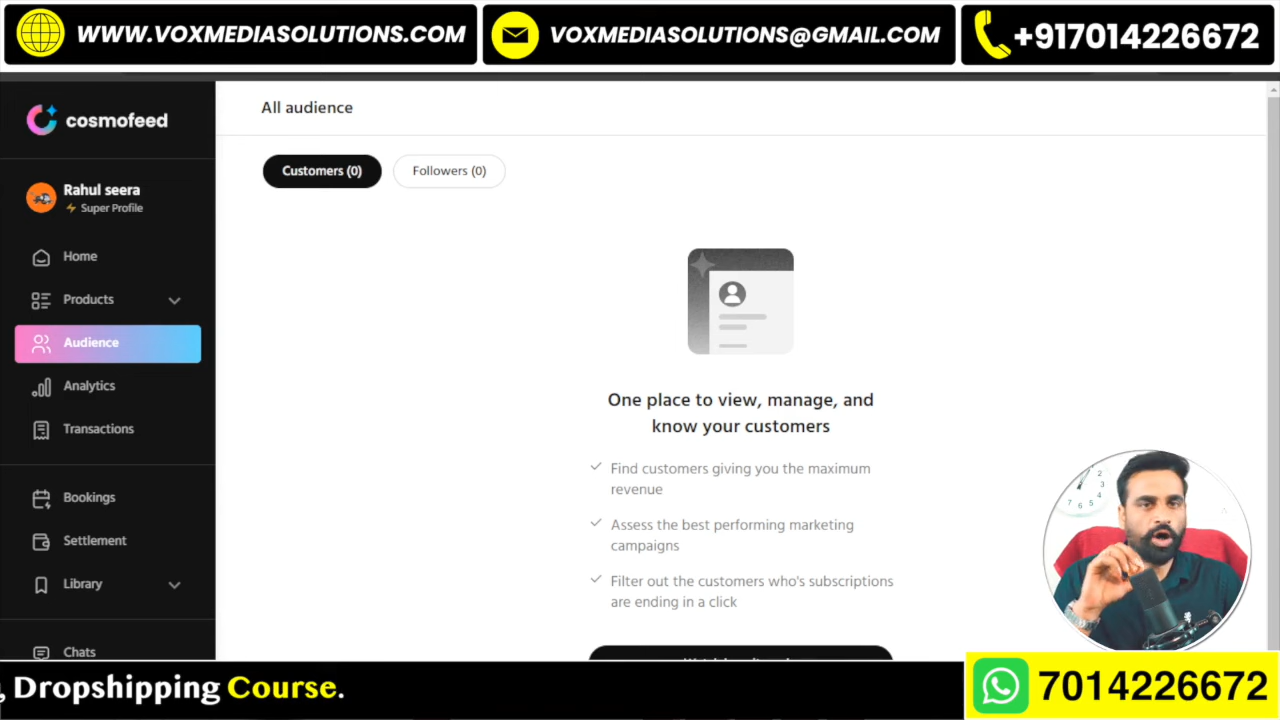 WWW.VOXMEDIASOLUTIONS.COM
VOXMEDIASOLUTIONS@GMAIL.COM
+917014226672
cosmofeed
All audience
Customers (0)
Followers (0)
Rahul seera
Super Profile
Home
Products
Audience
Analytics
Transactions
Bookings
Settlement
Library
Chats
One place to view, manage, and
know your customers
Find customers giving you the maximum
revenue
Assess the best performing marketing
campaigns
Filter out the customers who's subscriptions
are ending in a click
, Dropshipping Course.
7014226672